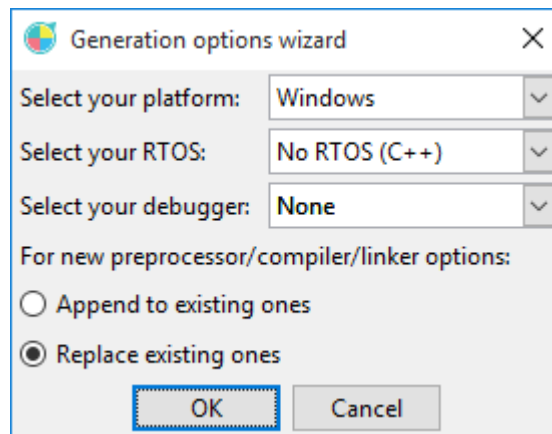 Generation options wizard
Select your platform: Windows
Select your RTOS: No RTOS (C++)
Select your debugger: None
For new preprocessor/compiler/linker options:
Append to existing ones
Replace existing ones
OK Cancel